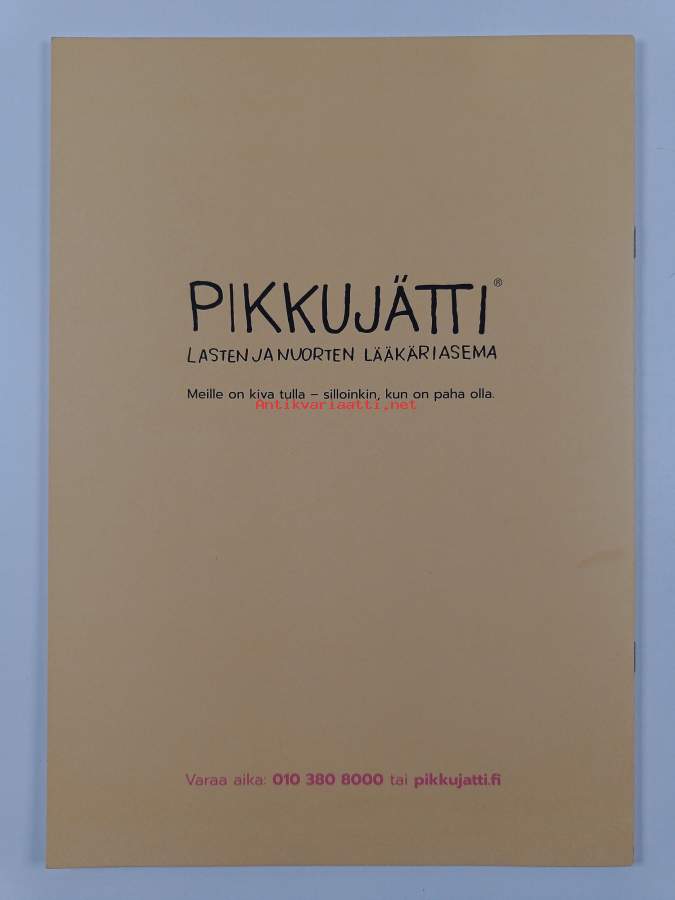 PIKKUJÄTTI®
LASTEN JA NUORTEN LÄÄKÄRIASEMA
Meille on kiva tulla – silloinkin, kun on paha olla.
Antikvariaatti.net
Varaa aika: 010 380 8000 tai pikkujatti.fi